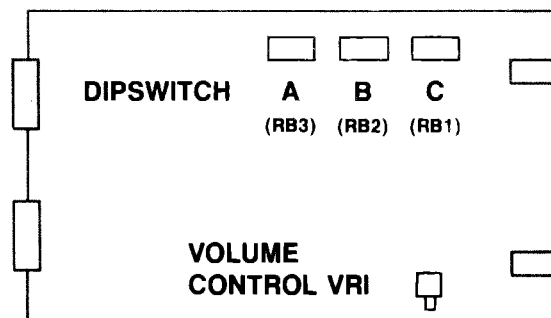 DIPSWITCH A B C
(RB3) (RB2) (RB1)
VOLUME
CONTROL VRI